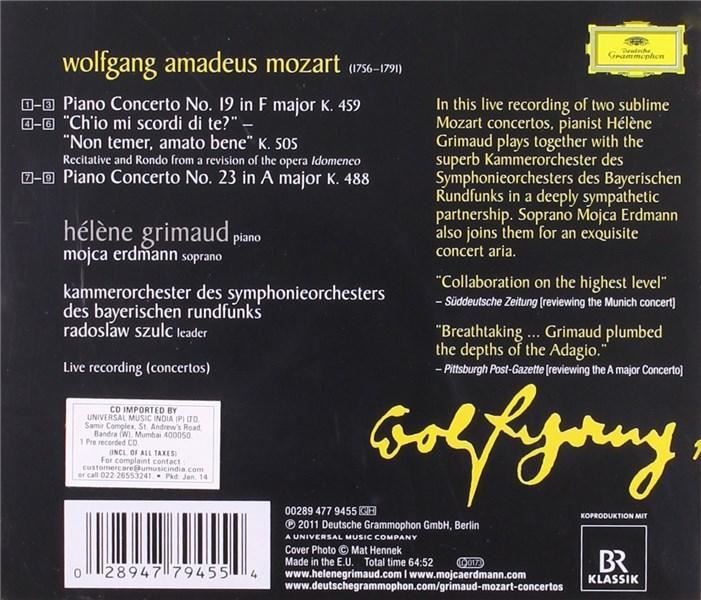 Deutsche
Grammophon
wolfgang amadeus mozart (1756–1791)
1–3 Piano Concerto No. 19 in F major K. 459
4–6 "Ch'io mi scordi di te?" –
"Non temer, amato bene" K. 505
Recitative and Rondo from a revision of the opera Idomeneo
7–9 Piano Concerto No. 23 in A major K. 488
hélène grimaud piano
mojca erdmann soprano
kammerorchester des symphonieorchesters
des bayerischen rundfunks
radoslaw szulc leader
Live recording (concertos)
In this live recording of two sublime
Mozart concertos, pianist Hélène
Grimaud plays together with the
superb Kammerorchester des
Symphonieorchesters des Bayerischen
Rundfunks in a deeply sympathetic
partnership. Soprano Mojca Erdmann
also joins them for an exquisite
concert aria.
"Collaboration on the highest level"
– Süddeutsche Zeitung [reviewing the Munich concert]
"Breathtaking ... Grimaud plumbed
the depths of the Adagio."
– Pittsburgh Post-Gazette [reviewing the A major Concerto]
Wolfgang
CD IMPORTED BY
UNIVERSAL MUSIC INDIA (P) LTD.
Samir Complex, St. Andrew's Road,
Bandra (W), Mumbai 400050.
1 Pre recorded CD.
(INCL. OF ALL TAXES)
For complaint contact :
customercare@umusicindia.com
or call 022-26553241. • Pkd: Jan. 14
0 28947 79455 4
00289 477 9455 GH
℗ 2011 Deutsche Grammophon GmbH, Berlin
A UNIVERSAL MUSIC COMPANY
Cover Photo © Mat Hennek
Made in the E.U. Total time 64:52 LC 0173
www.helenegrimaud.com | www.mojcaerdmann.com
www.deutschegrammophon.com/grimaud-mozart-concertos
KOPRODUKTION MIT
BR
KLASSIK